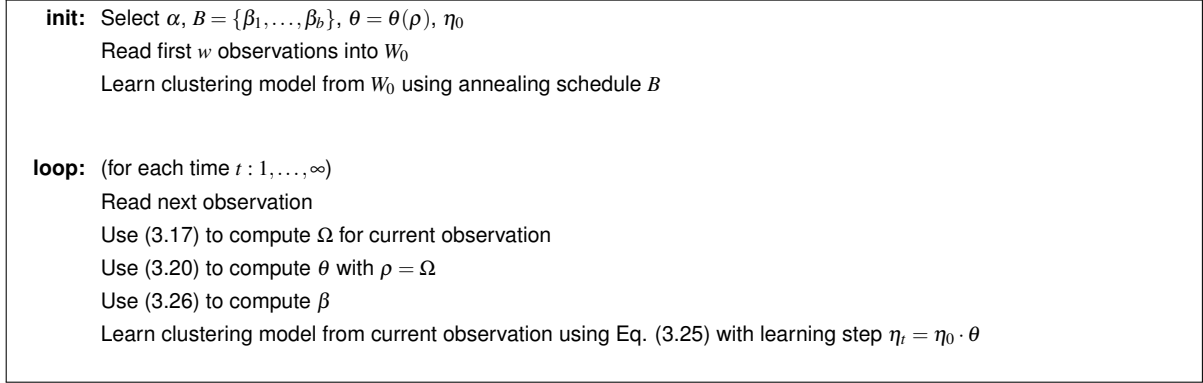 init: Select α, B = {β₁,...,β_b}, θ = θ(ρ), η₀
Read first w observations into W₀
Learn clustering model from W₀ using annealing schedule B
loop: (for each time t : 1,...,∞)
Read next observation
Use (3.17) to compute Ω for current observation
Use (3.20) to compute θ with ρ = Ω
Use (3.26) to compute β
Learn clustering model from current observation using Eq. (3.25) with learning step ηₜ = η₀ · θ